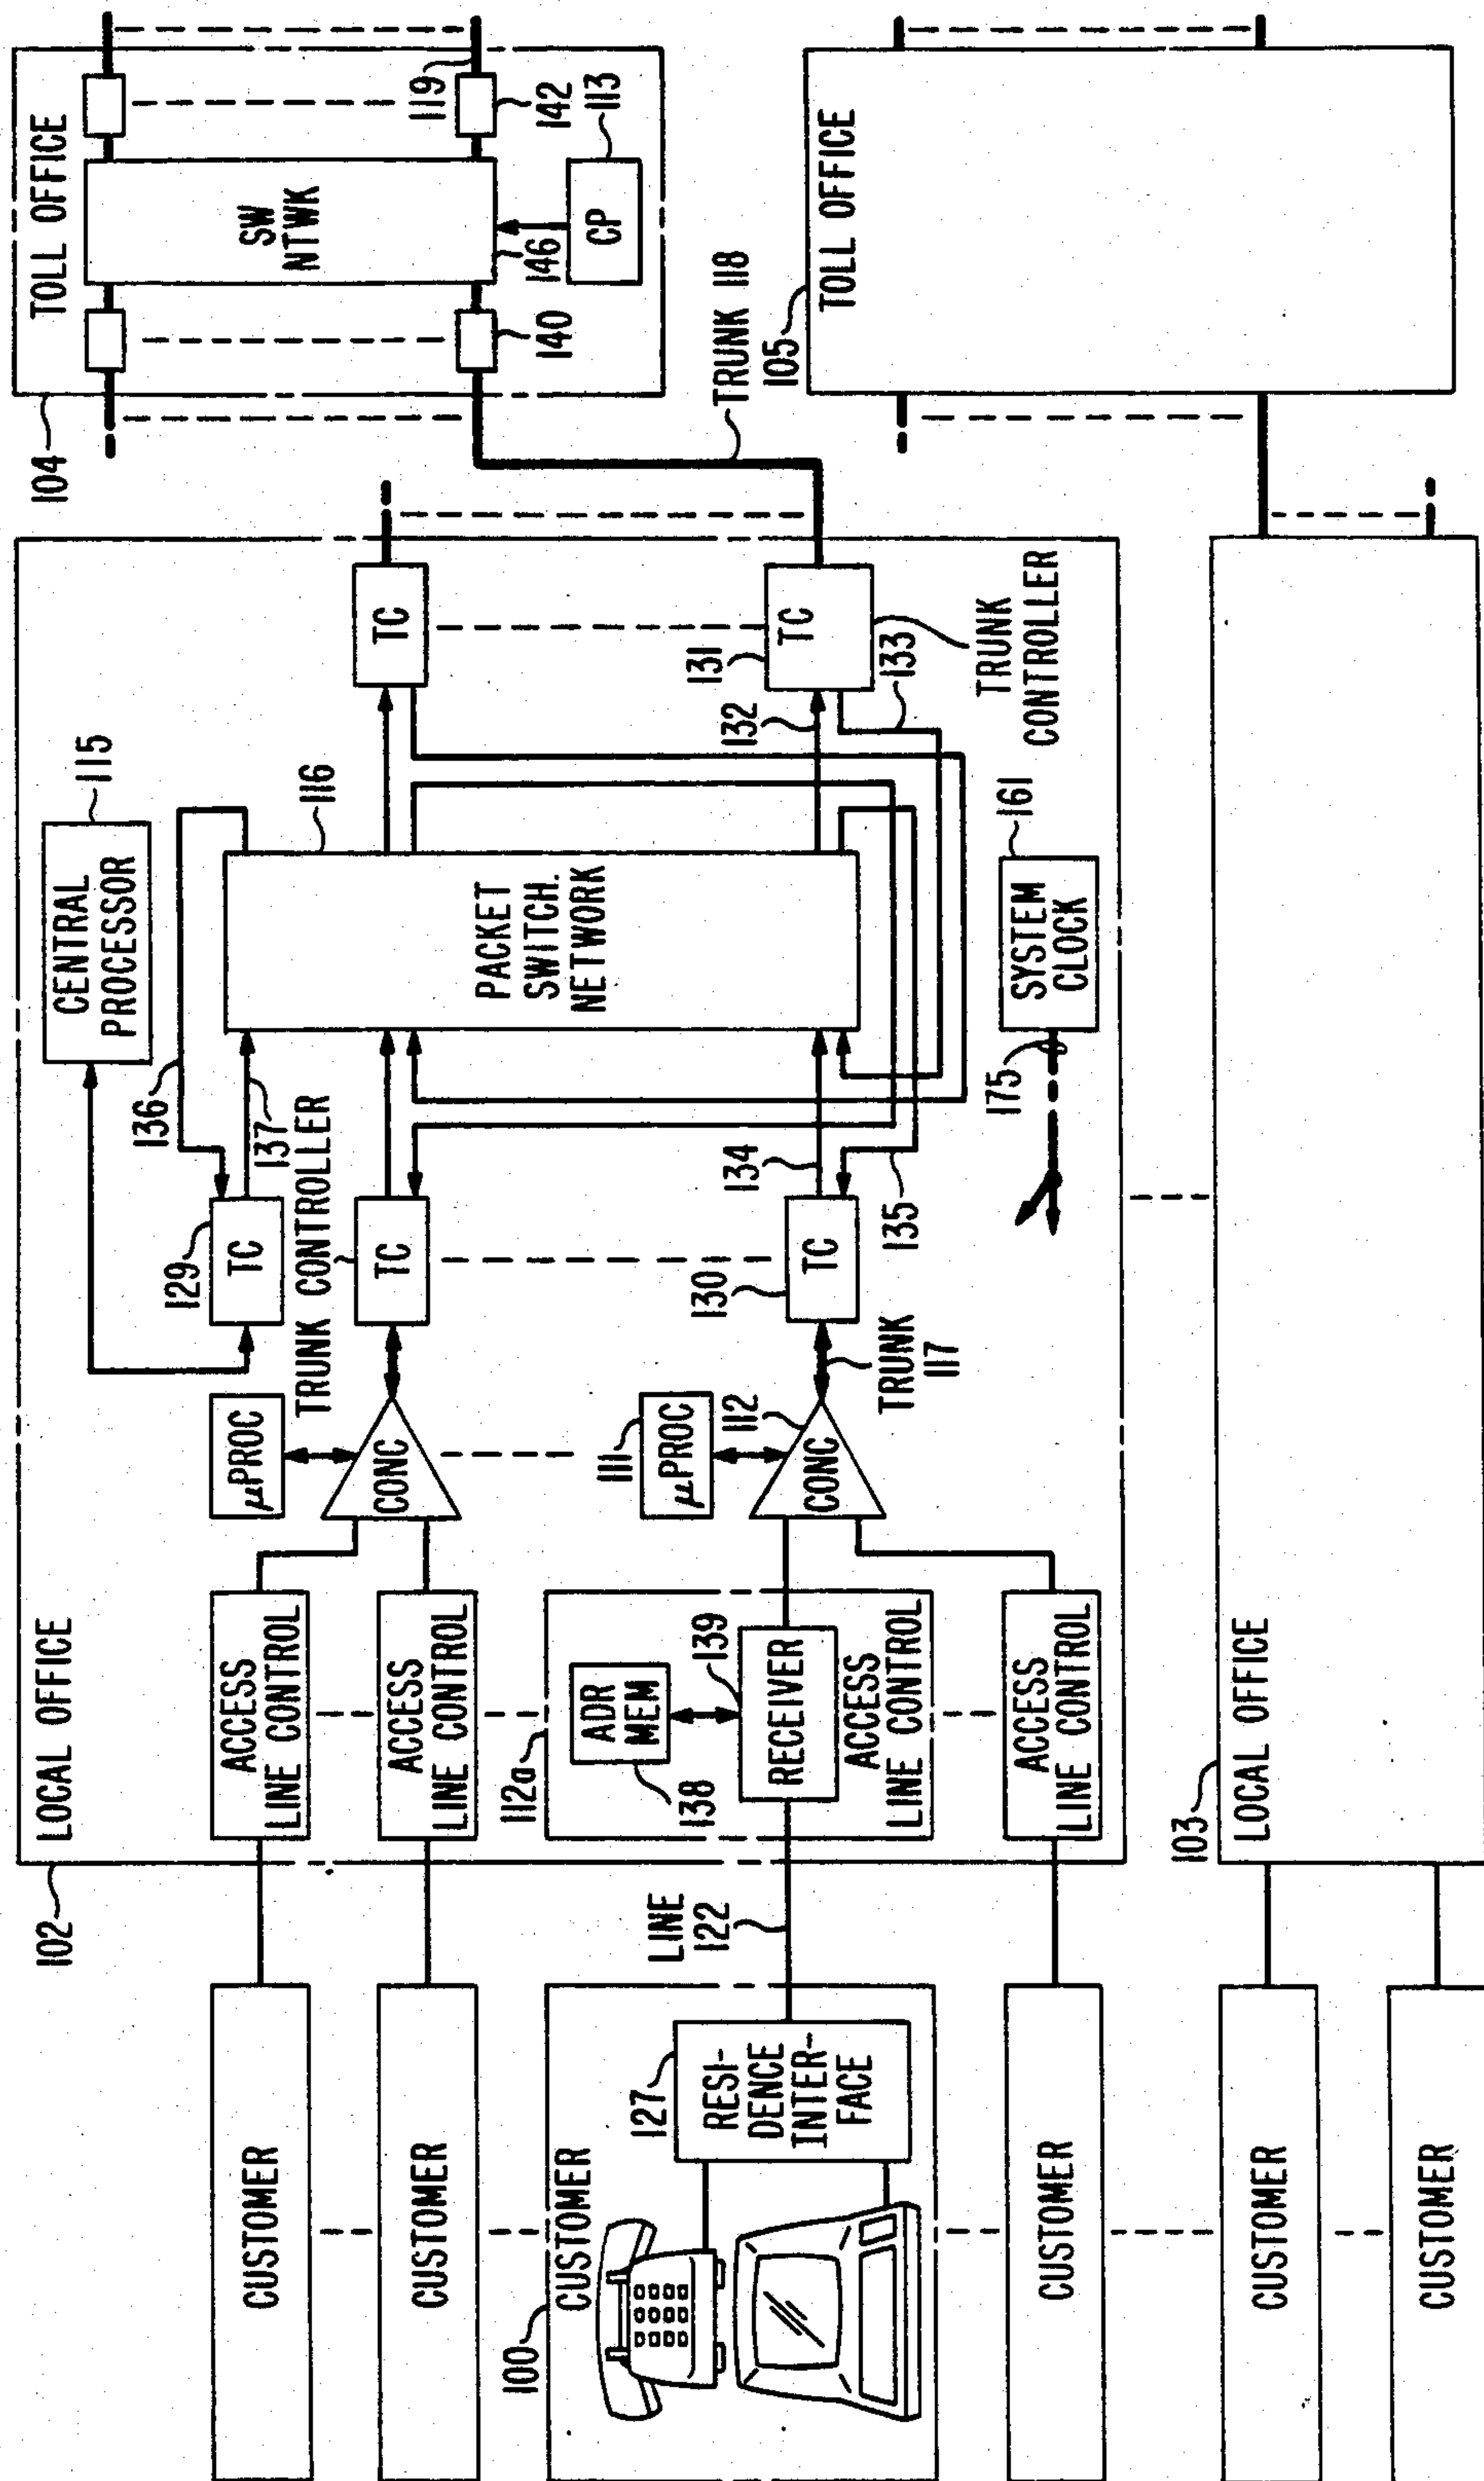 CUSTOMER
CUSTOMER
100
CUSTOMER
127
RESI-
DENCE
INTER-
FACE
CUSTOMER
CUSTOMER
CUSTOMER
LINE
122
102
LOCAL OFFICE
ACCESS
LINE CONTROL
ACCESS
LINE CONTROL
112a
ADR
MEM
138
139
RECEIVER
ACCESS
LINE CONTROL
ACCESS
LINE CONTROL
μPROC
CONC
111
μPROC
112
CONC
TRUNK
117
129
TC
TRUNK CONTROLLER
TC
130
TC
136
137
134
135
CENTRAL
PROCESSOR
115
116
PACKET
SWITCH.
NETWORK
175
SYSTEM
CLOCK
161
TC
131
TC
132
133
TRUNK
CONTROLLER
103
LOCAL OFFICE
104
TOLL OFFICE
SW
NTWK
119
140
146
142
CP
113
TRUNK 118
105
TOLL OFFICE